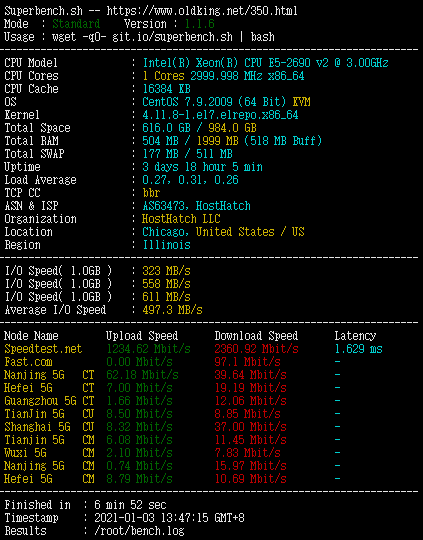 Superbench.sh -- https://www.oldking.net/350.html
Mode : Standard Version : 1.1.6
Usage : wget -qO- git.io/superbench.sh | bash
----------------------------------------------------------------------
CPU Model : Intel(R) Xeon(R) CPU E5-2690 v2 @ 3.00GHz
CPU Cores : 1 Cores 2999.998 MHz x86_64
CPU Cache : 16384 KB
OS : CentOS 7.9.2009 (64 Bit) KVM
Kernel : 4.11.8-1.el7.elrepo.x86_64
Total Space : 616.0 GB / 984.0 GB
Total RAM : 504 MB / 1999 MB (518 MB Buff)
Total SWAP : 177 MB / 511 MB
Uptime : 3 days 18 hour 5 min
Load Average : 0.27, 0.31, 0.26
TCP CC : bbr
ASN & ISP : AS63473, HostHatch
Organization : HostHatch LLC
Location : Chicago, United States / US
Region : Illinois
----------------------------------------------------------------------
I/O Speed( 1.0GB ) : 323 MB/s
I/O Speed( 1.0GB ) : 558 MB/s
I/O Speed( 1.0GB ) : 611 MB/s
Average I/O Speed : 497.3 MB/s
----------------------------------------------------------------------
Node Name Upload Speed Download Speed Latency
Speedtest.net 1234.62 Mbit/s 2360.92 Mbit/s 1.629 ms
Fast.com 0.00 Mbit/s 97.1 Mbit/s -
Nanjing 5G CT 62.18 Mbit/s 39.64 Mbit/s -
Hefei 5G CT 7.00 Mbit/s 19.19 Mbit/s -
Guangzhou 5G CT 1.66 Mbit/s 12.06 Mbit/s -
TianJin 5G CU 8.50 Mbit/s 8.85 Mbit/s -
Shanghai 5G CU 8.32 Mbit/s 37.00 Mbit/s -
Tianjin 5G CM 6.08 Mbit/s 11.45 Mbit/s -
Wuxi 5G CM 2.10 Mbit/s 7.83 Mbit/s -
Nanjing 5G CM 0.74 Mbit/s 15.97 Mbit/s -
Hefei 5G CM 8.79 Mbit/s 10.69 Mbit/s -
----------------------------------------------------------------------
Finished in : 6 min 52 sec
Timestamp : 2021-01-03 13:47:15 GMT+8
Results : /root/bench.log